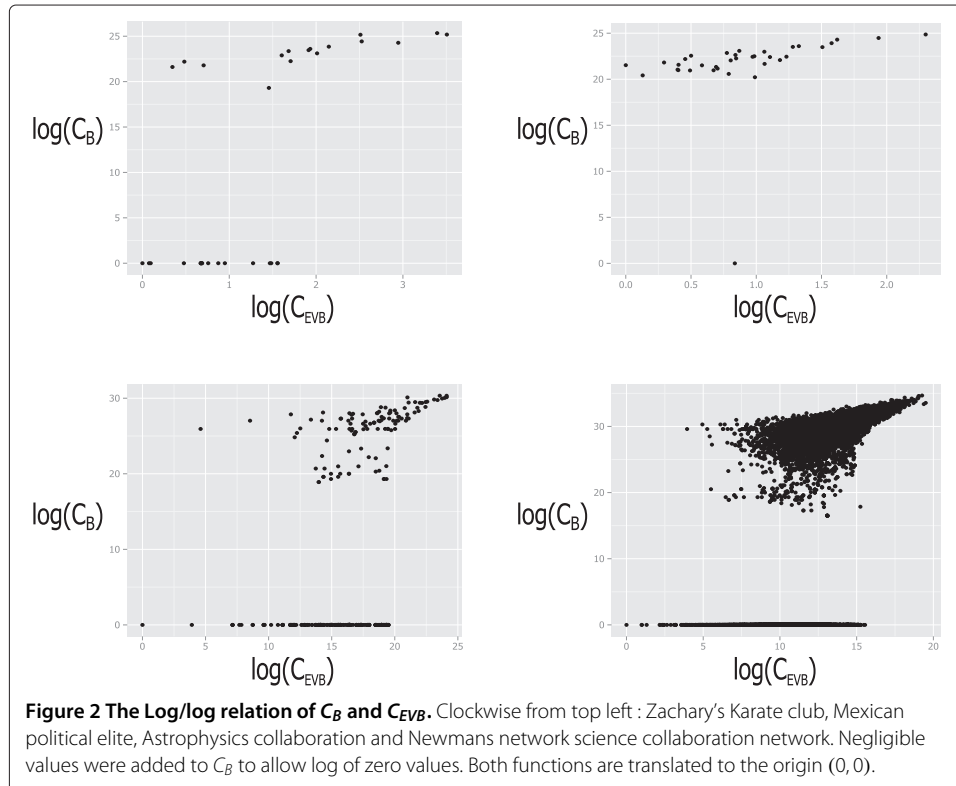 25
20
log(C_B) 15
10
5
0
0 1 2 3
log(C_EVB)
25
20
log(C_B) 15
10
5
0
0.0 0.5 1.0 1.5 2.0
log(C_EVB)
30
20
log(C_B)
10
0
0 5 10 15 20 25
log(C_EVB)
30
20
log(C_B)
10
0
0 5 10 15 20
log(C_EVB)
Figure 2 The Log/log relation of C_B and C_EVB. Clockwise from top left : Zachary's Karate club, Mexican
political elite, Astrophysics collaboration and Newmans network science collaboration network. Negligible
values were added to C_B to allow log of zero values. Both functions are translated to the origin (0, 0).